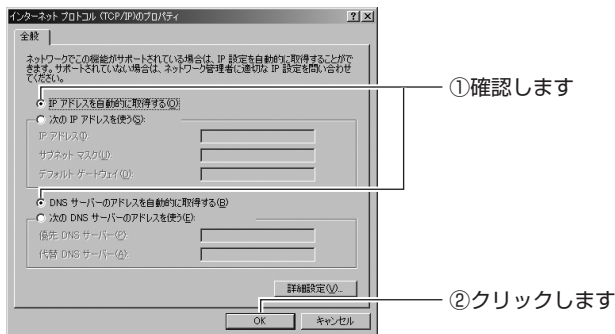 インターネット プロトコル (TCP/IP)のプロパティ
全般
ネットワークでこの機能がサポートされている場合は、IP 設定を自動的に取得することがで
きます。サポートされていない場合は、ネットワーク管理者に適切な IP 設定を問い合わせ
てください。
①確認します
IP アドレスを自動的に取得する(O)
次の IP アドレスを使う(S):
IP アドレス(I):
サブネット マスク(U):
デフォルト ゲートウェイ(D):
DNS サーバーのアドレスを自動的に取得する(B)
次の DNS サーバーのアドレスを使う(E):
優先 DNS サーバー(P):
代替 DNS サーバー(A):
詳細設定(V)...
②クリックします
OK
キャンセル